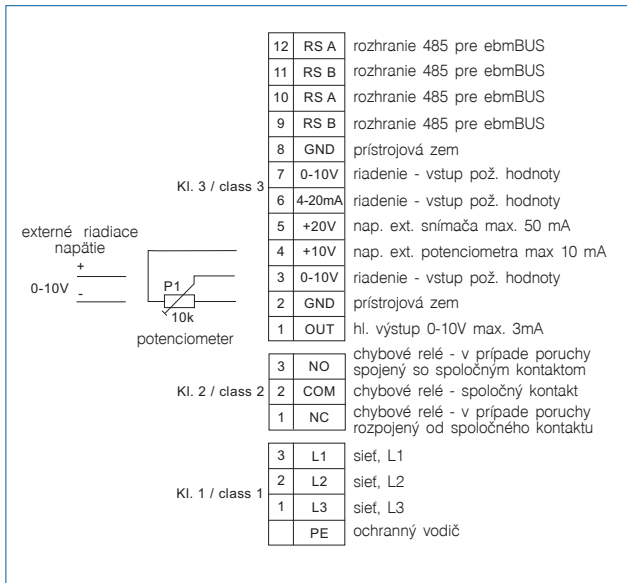 12 RS A rozhranie 485 pre ebmBUS
11 RS B rozhranie 485 pre ebmBUS
10 RS A rozhranie 485 pre ebmBUS
9 RS B rozhranie 485 pre ebmBUS
8 GND prístrojová zem
7 0-10V riadenie - vstup pož. hodnoty
Kl. 3 / class 3
6 4-20mA riadenie - vstup pož. hodnoty
5 +20V nap. ext. snímača max. 50 mA
4 +10V nap. ext. potenciometra max 10 mA
3 0-10V riadenie - vstup pož. hodnoty
2 GND prístrojová zem
1 OUT hl. výstup 0-10V max. 3mA
externé riadiace
napätie
+
0-10V
-
P1
10k
potenciometer
3 NO chybové relé - v prípade poruchy
spojený so spoločným kontaktom
Kl. 2 / class 2
2 COM chybové relé - spoločný kontakt
1 NC chybové relé - v prípade poruchy
rozpojený od spoločného kontaktu
3 L1 sieť, L1
2 L2 sieť, L2
Kl. 1 / class 1
1 L3 sieť, L3
PE ochranný vodič